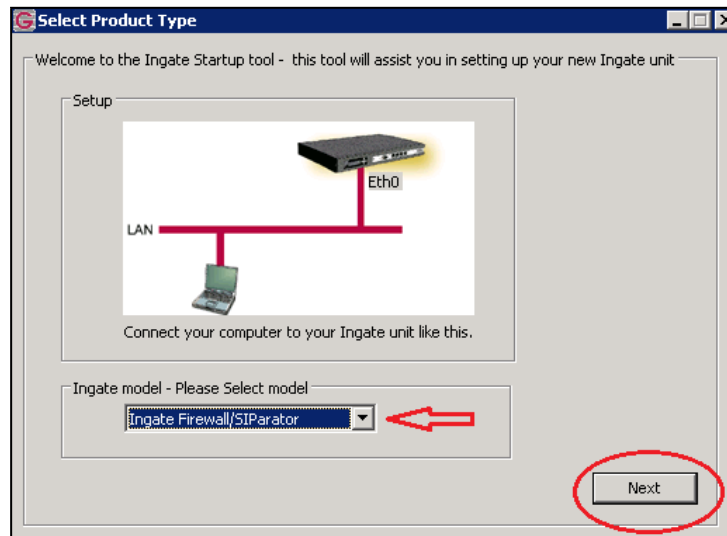 Select Product Type
Welcome to the Ingate Startup tool - this tool will assist you in setting up your new Ingate unit
Setup
Eth0
LAN
Connect your computer to your Ingate unit like this.
Ingate model - Please Select model
Ingate Firewall/SIParator
Next